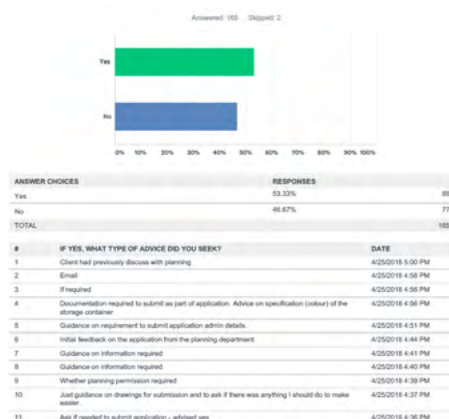 Answered: 165 Skipped: 2
Yes
No
0% 10% 20% 30% 40% 50% 60% 70% 80% 90% 100%
ANSWER CHOICES RESPONSES
Yes 53.33% 88
No 46.67% 77
TOTAL 165
# IF YES, WHAT TYPE OF ADVICE DID YOU SEEK? DATE
1 Client had previously discuss with planning 4/25/2018 5:00 PM
2 Email 4/25/2018 4:58 PM
3 If required 4/25/2018 4:56 PM
4 Documentation required to submit as part of application. Advice on specification (colour) of the 4/25/2018 4:56 PM
storage container
5 Guidance on requirement to submit application admin details. 4/25/2018 4:51 PM
6 Initial feedback on the application from the planning department 4/25/2018 4:44 PM
7 Guidance on information required 4/25/2018 4:41 PM
8 Guidance on information required 4/25/2018 4:40 PM
9 Whether planning permission required 4/25/2018 4:39 PM
10 Just guidance on drawings for submission and to ask if there was anything I should do to make 4/25/2018 4:37 PM
easier.
11 Ask if needed to submit application - advised yes 4/25/2018 4:36 PM